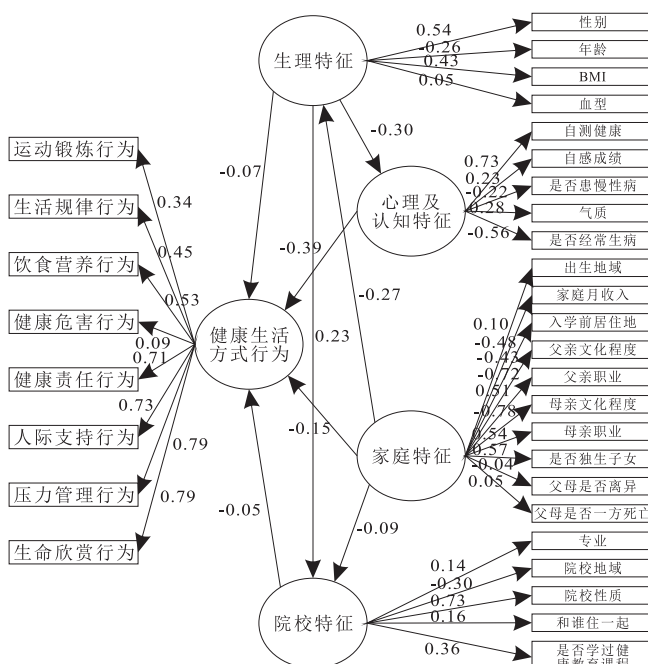 性别
年龄
BMI
血型
0.54
-0.26
0.43
0.05
生理特征
-0.30
-0.07
自测健康
自感成绩
是否患慢性病
气质
是否经常生病
0.73
0.23
-0.22
0.28
-0.56
心理及
认知特征
运动锻炼行为
生活规律行为
饮食营养行为
健康危害行为
健康责任行为
人际支持行为
压力管理行为
生命欣赏行为
0.34
0.45
0.53
0.09
0.71
0.73
0.79
0.79
健康生活
方式行为
-0.39
-0.27
0.23
-0.15
-0.05
-0.09
出生地域
家庭月收入
入学前居住地
父亲文化程度
父亲职业
母亲文化程度
母亲职业
是否独生子女
父母是否离异
父母是否一方死亡
0.10
-0.48
-0.43
-0.72
0.51
-0.78
0.54
0.57
-0.04
0.05
家庭特征
专业
院校地域
院校性质
和谁住一起
是否学过健
康教育课程
0.14
-0.30
0.73
0.16
0.36
院校特征